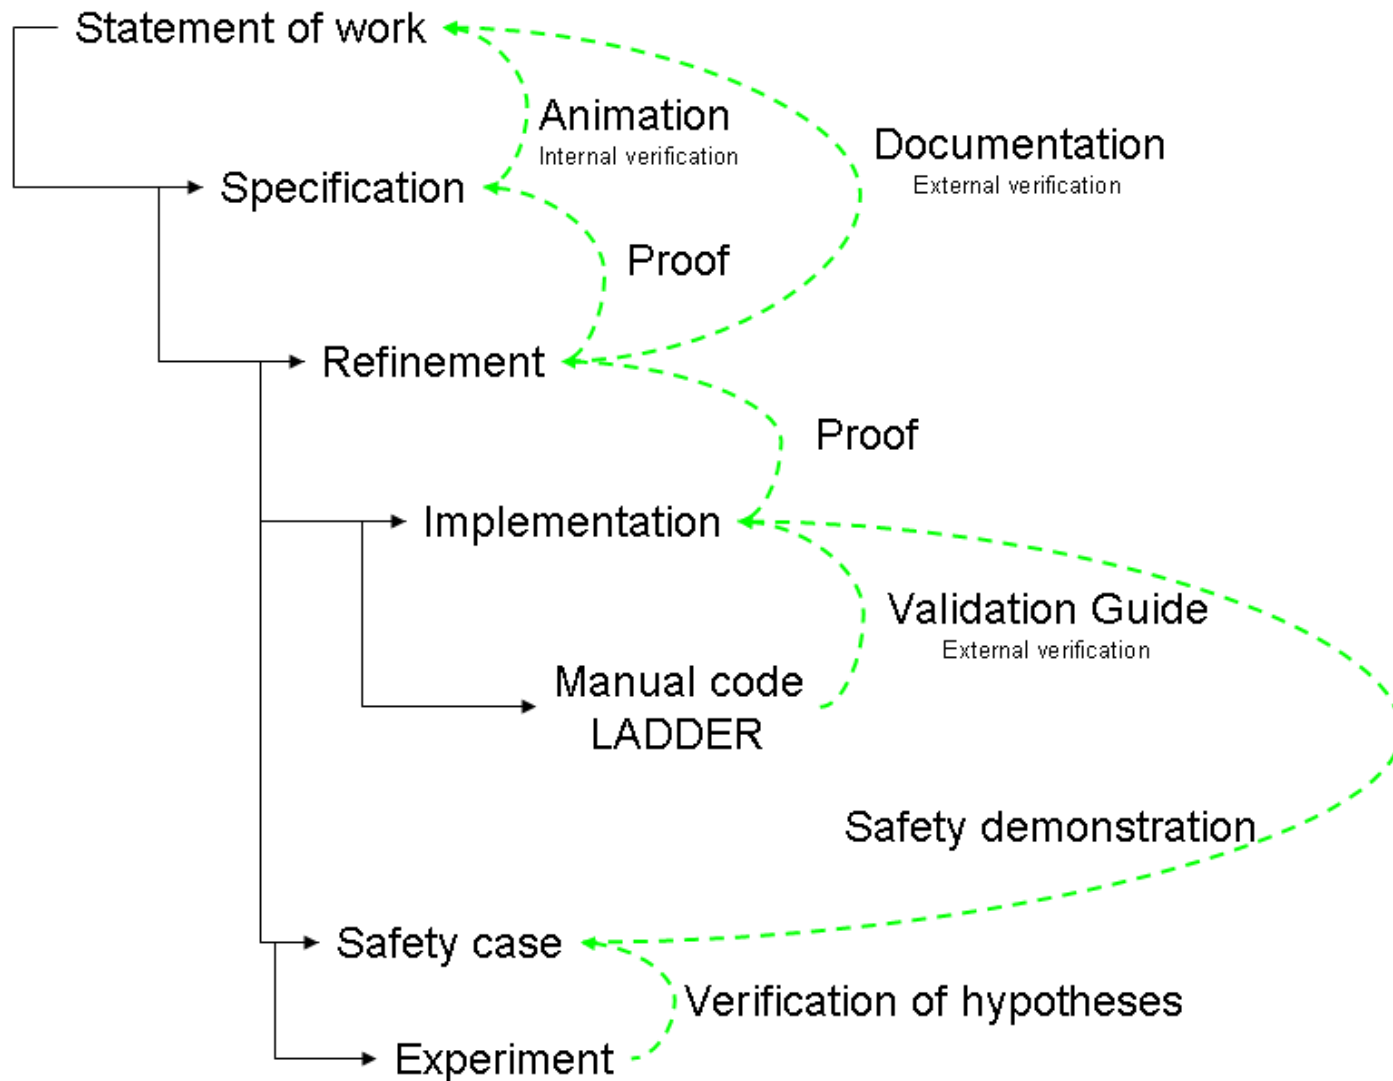 Statement of work
Animation
Internal verification
Documentation
External verification
Specification
Proof
Refinement
Proof
Implementation
Validation Guide
External verification
Manual code
LADDER
Safety demonstration
Safety case
Verification of hypotheses
Experiment